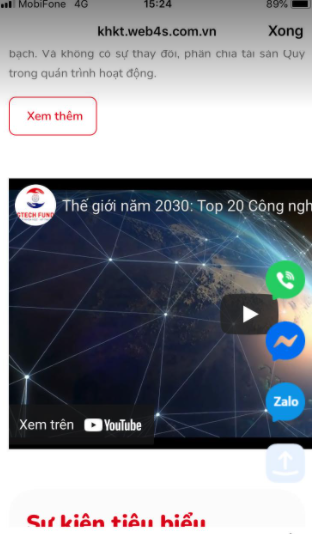 MobiFone 4G 15:24 89%
khkt.web4s.com.vn Xong
bạch. Và không có sự thay đổi, phân chia tài sản Quỹ
trong quản trình hoạt động.
Xem thêm
GTECH FUND Thế giới năm 2030: Top 20 Công ngh
Zalo
Xem trên YouTube
Sự kiện tiêu biểu